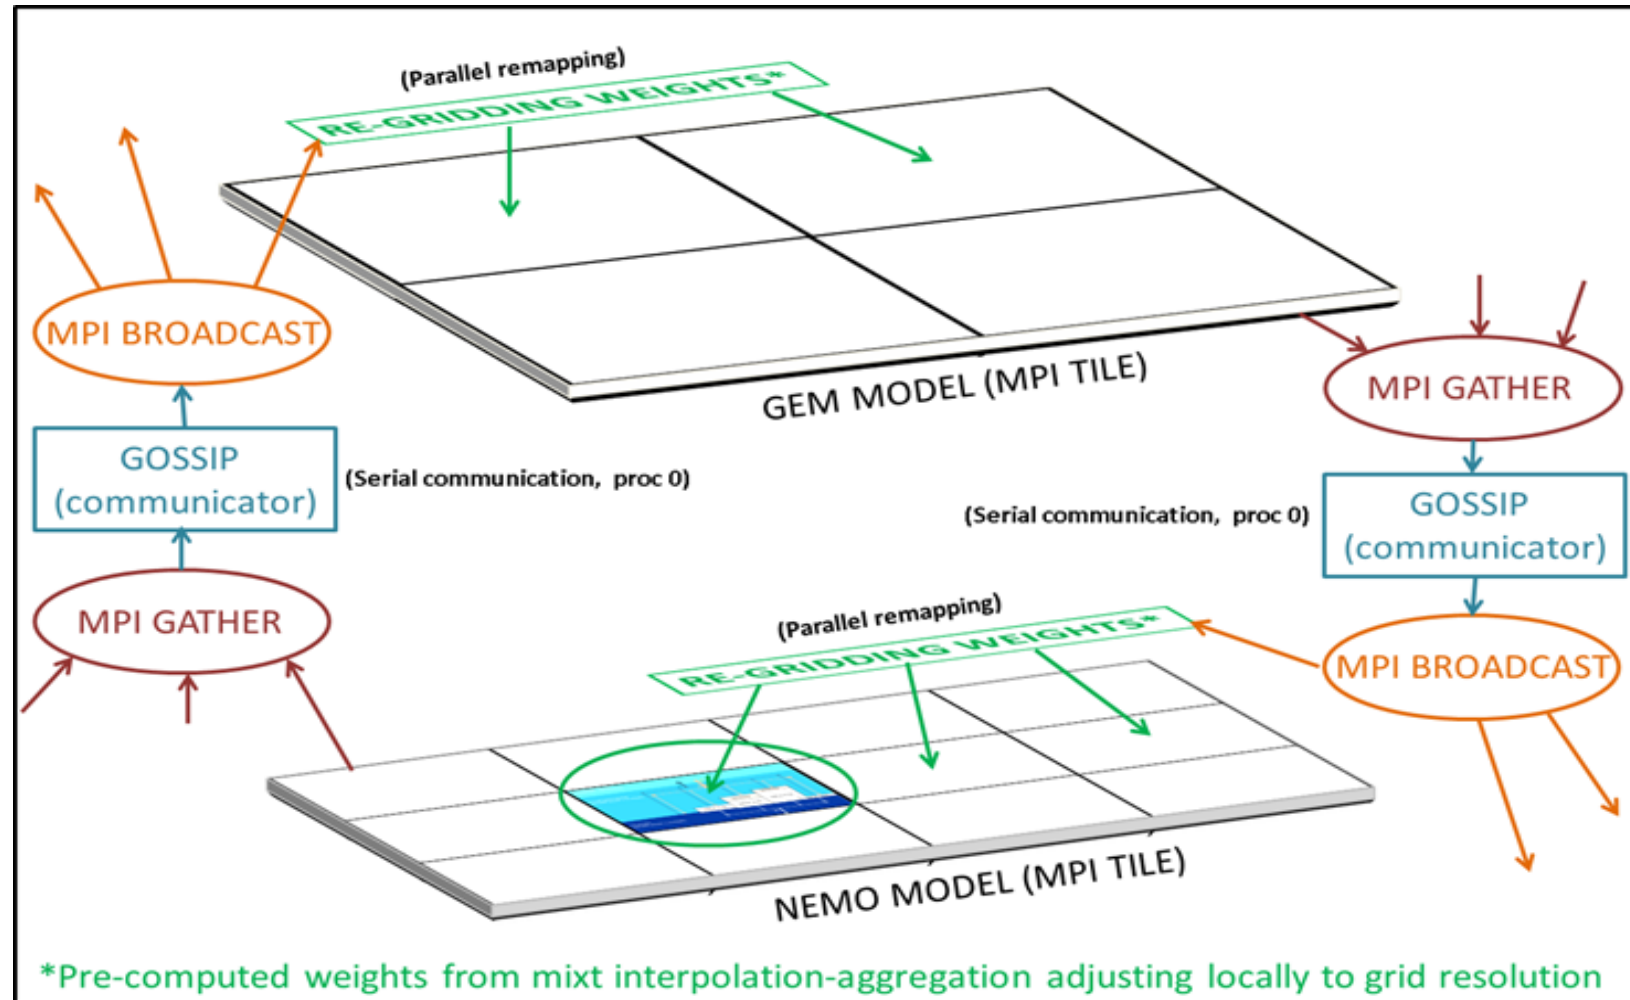 (Parallel remapping)
RE-GRIDDING WEIGHTS*
MPI BROADCAST
GEM MODEL (MPI TILE)
MPI GATHER
GOSSIP
(communicator)
(Serial communication, proc 0)
(Serial communication, proc 0)
GOSSIP
(communicator)
MPI GATHER
(Parallel remapping)
RE-GRIDDING WEIGHTS*
MPI BROADCAST
NEMO MODEL (MPI TILE)
*Pre-computed weights from mixt interpolation-aggregation adjusting locally to grid resolution